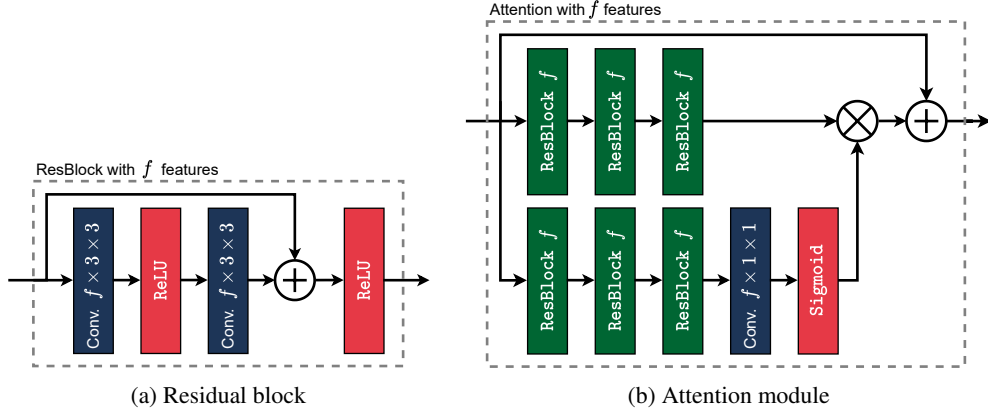 Attention with f features
ResBlock f
ResBlock f
ResBlock f
ResBlock f
ResBlock f
ResBlock f
Conv. f × 1 × 1
Sigmoid
ResBlock with f features
Conv. f × 3 × 3
ReLU
Conv. f × 3 × 3
ReLU
(a) Residual block
(b) Attention module